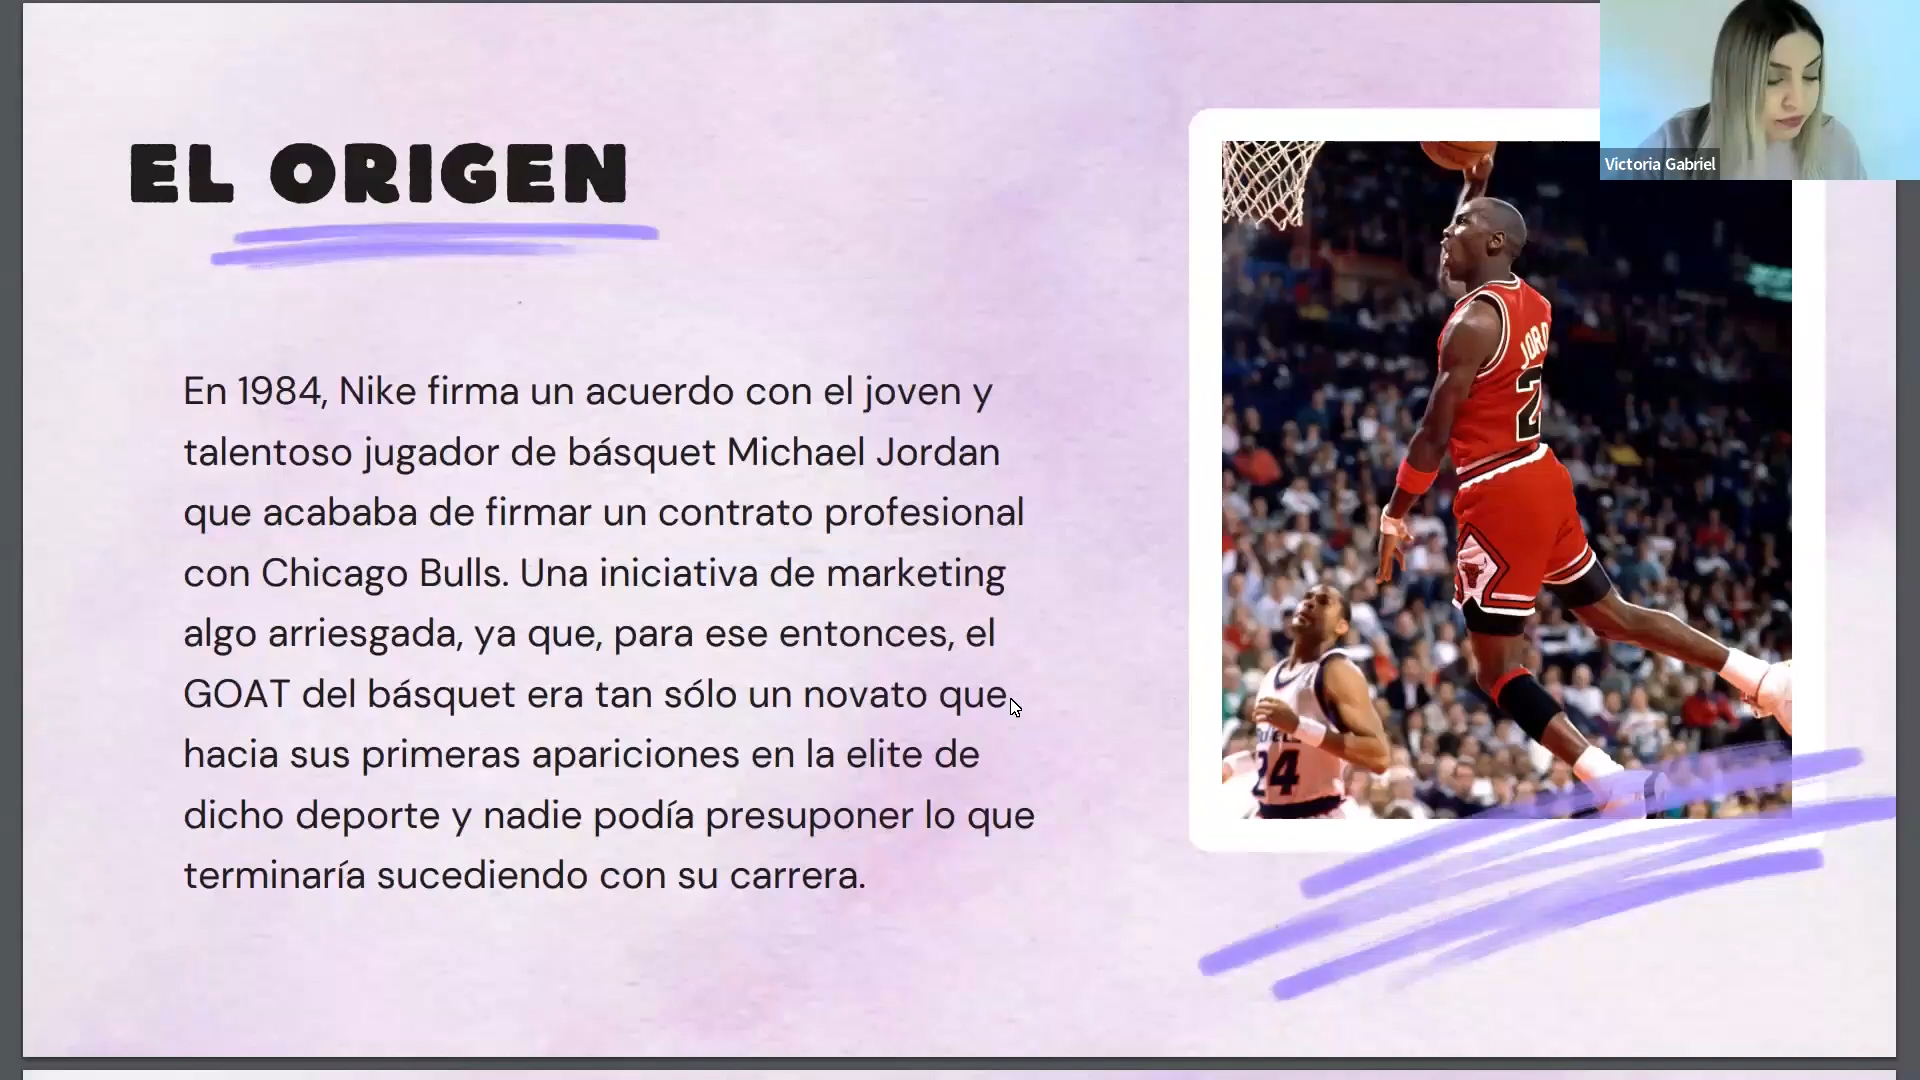 EL ORIGEN
En 1984, Nike firma un acuerdo con el joven y
talentoso jugador de básquet Michael Jordan
que acababa de firmar un contrato profesional
con Chicago Bulls. Una iniciativa de marketing
algo arriesgada, ya que, para ese entonces, el
GOAT del básquet era tan sólo un novato que
hacia sus primeras apariciones en la elite de
dicho deporte y nadie podía presuponer lo que
terminaría sucediendo con su carrera.
Victoria Gabriel
JORD
2
24